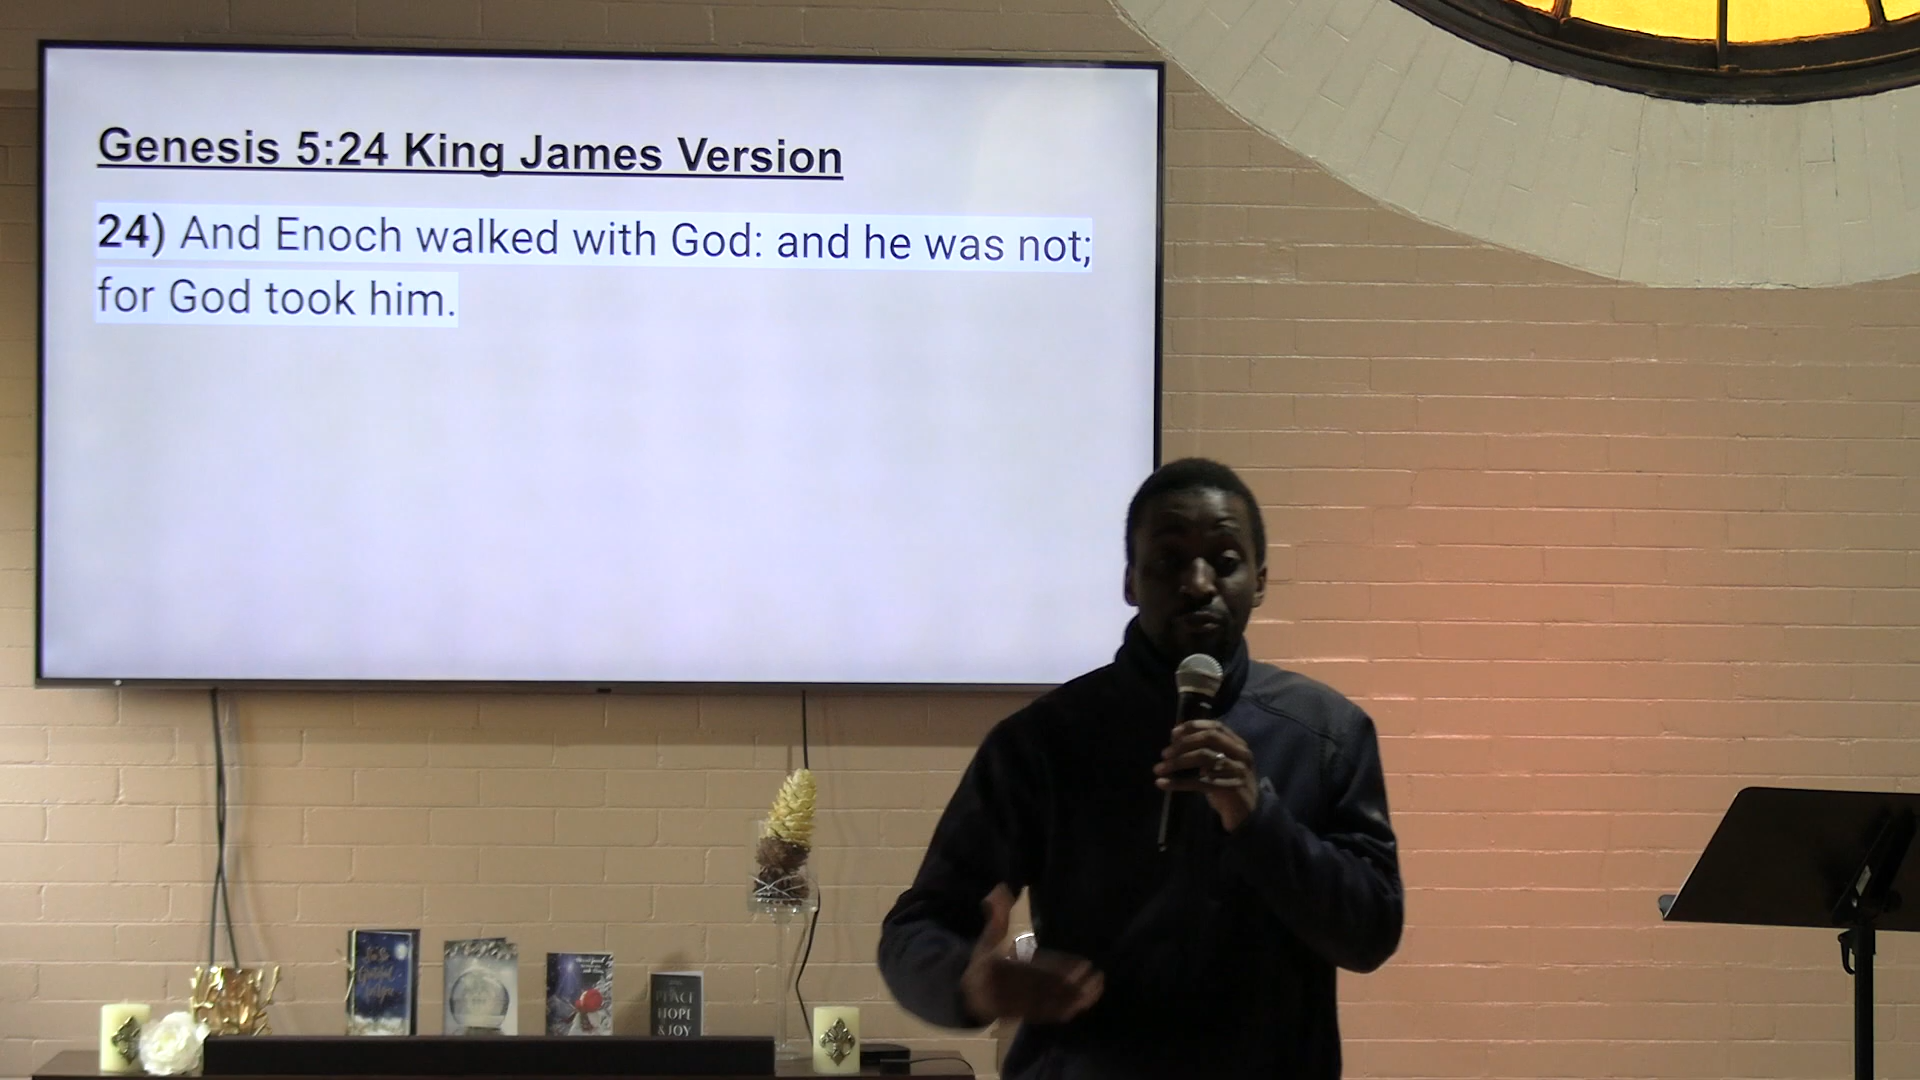 Genesis 5:24 King James Version
24) And Enoch walked with God: and he was not;
for God took him.
PEACE
HOPE
& JOY